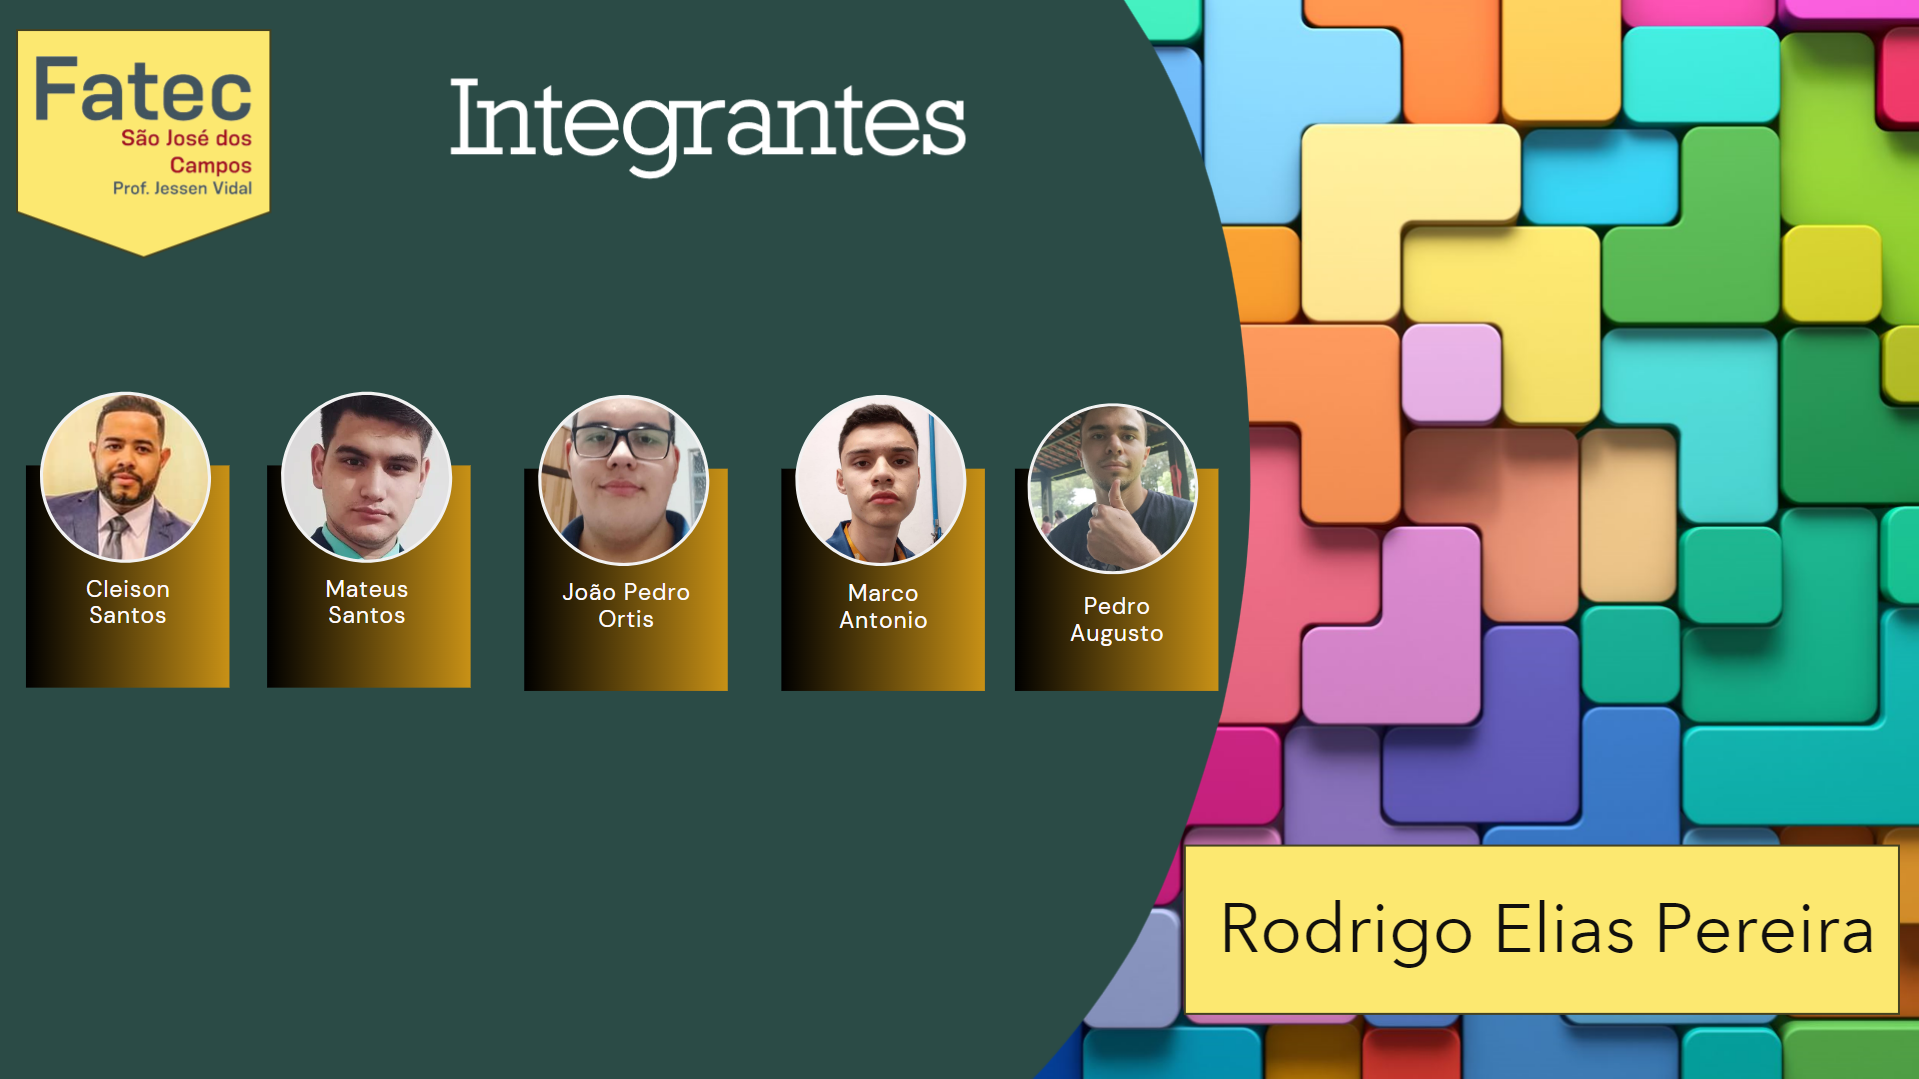 Fatec
São José dos
Campos
Prof. Jessen Vidal
Integrantes
Cleison
Santos
Mateus
Santos
João Pedro
Ortis
Marco
Antonio
Pedro
Augusto
Rodrigo Elias Pereira